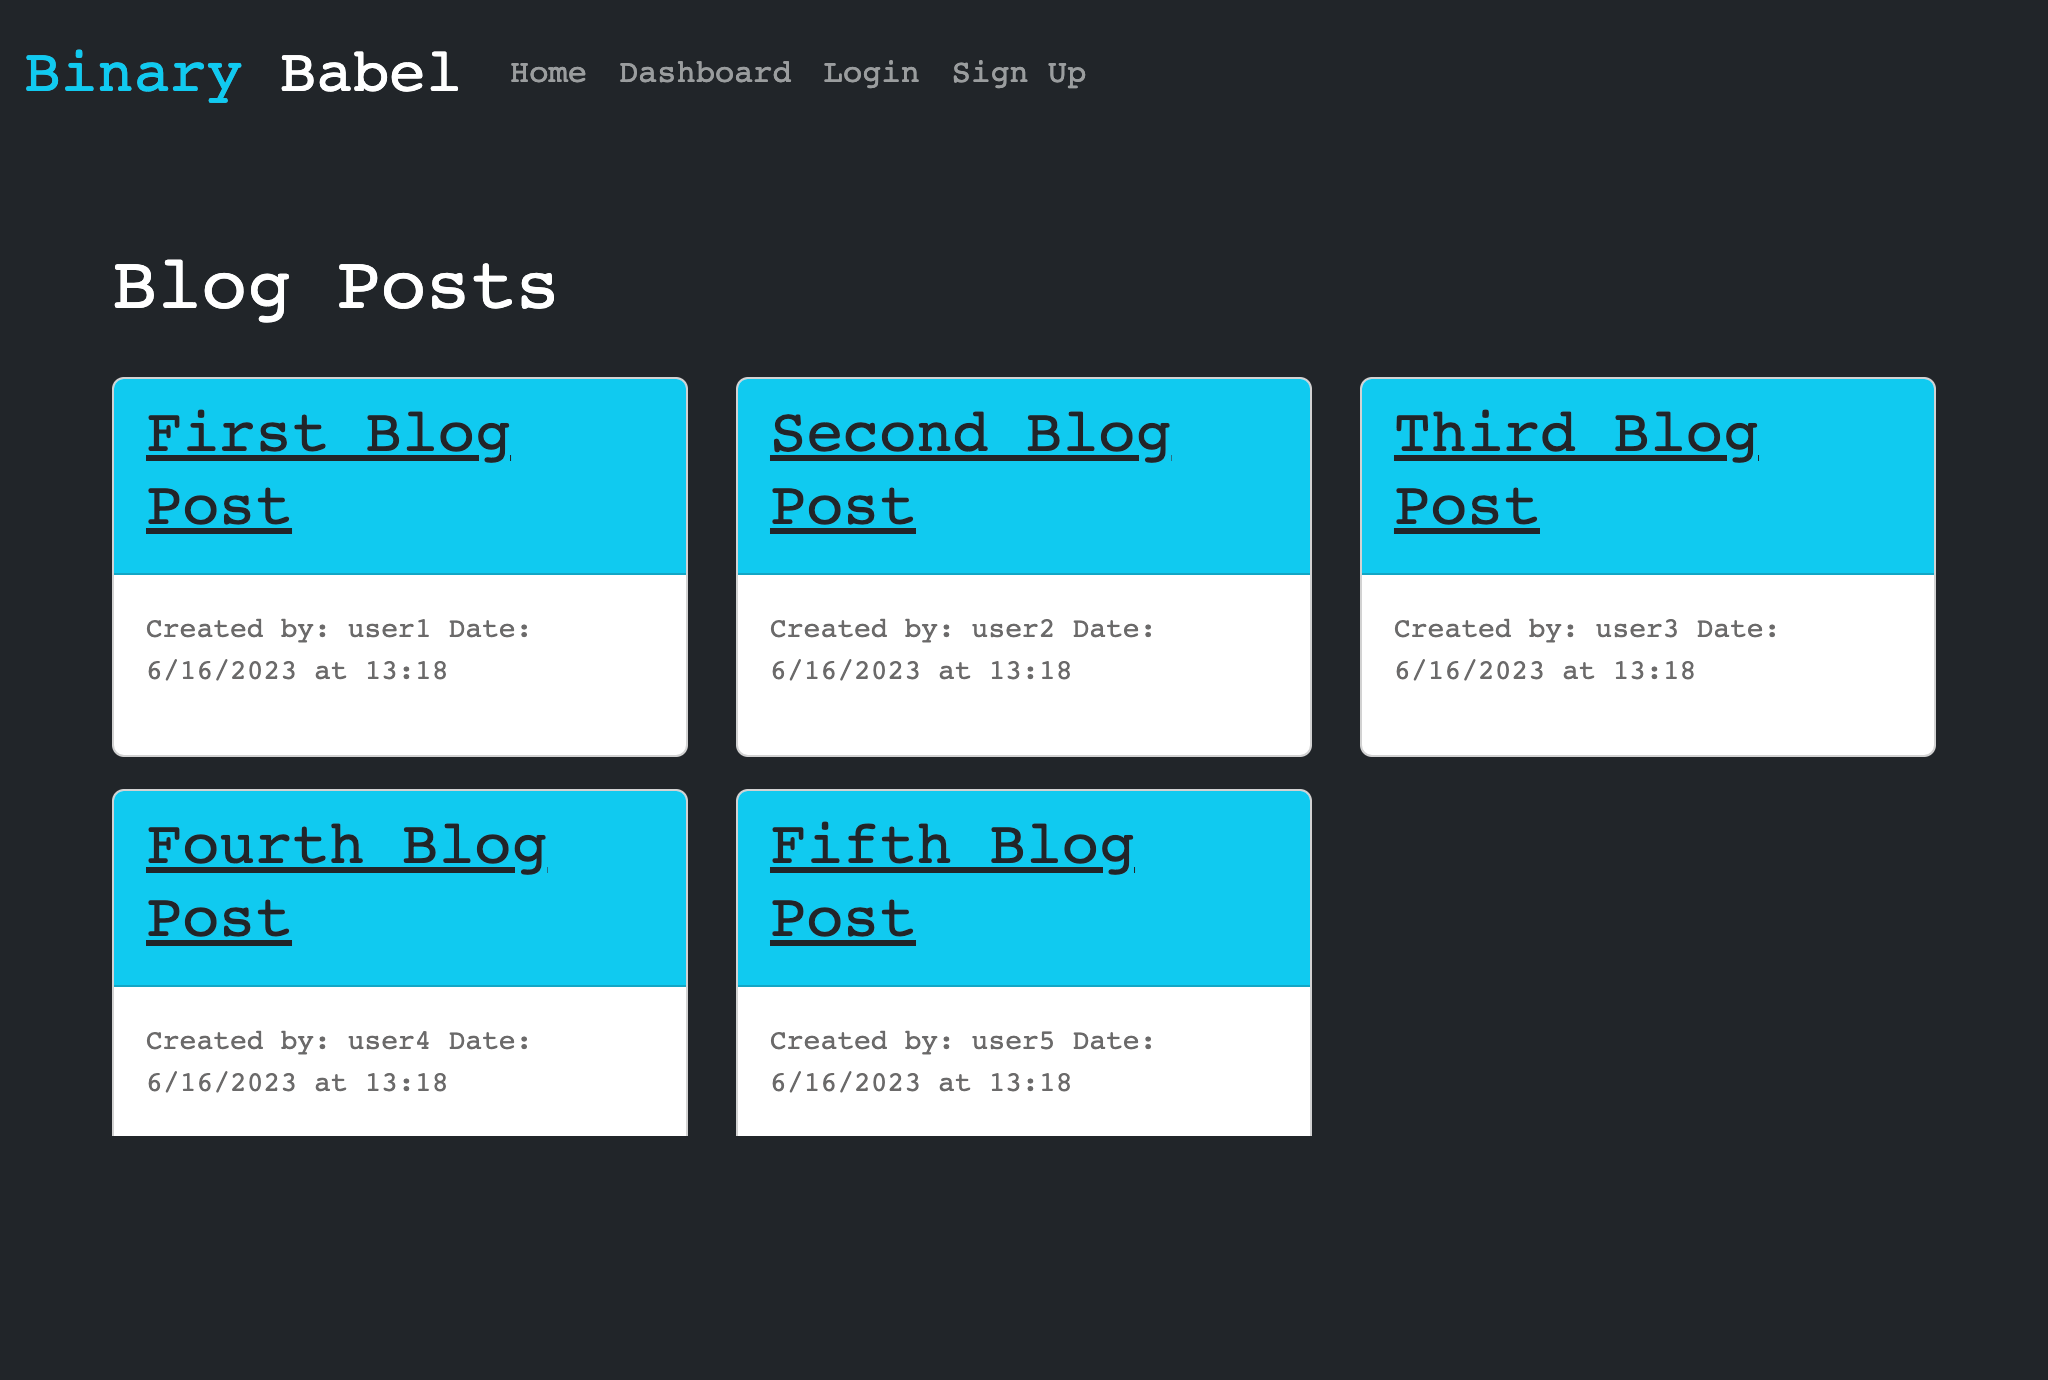 Binary Babel Home Dashboard Login Sign Up
Blog Posts
First Blog
Post
Created by: user1 Date:
6/16/2023 at 13:18
Second Blog
Post
Created by: user2 Date:
6/16/2023 at 13:18
Third Blog
Post
Created by: user3 Date:
6/16/2023 at 13:18
Fourth Blog
Post
Created by: user4 Date:
6/16/2023 at 13:18
Fifth Blog
Post
Created by: user5 Date:
6/16/2023 at 13:18